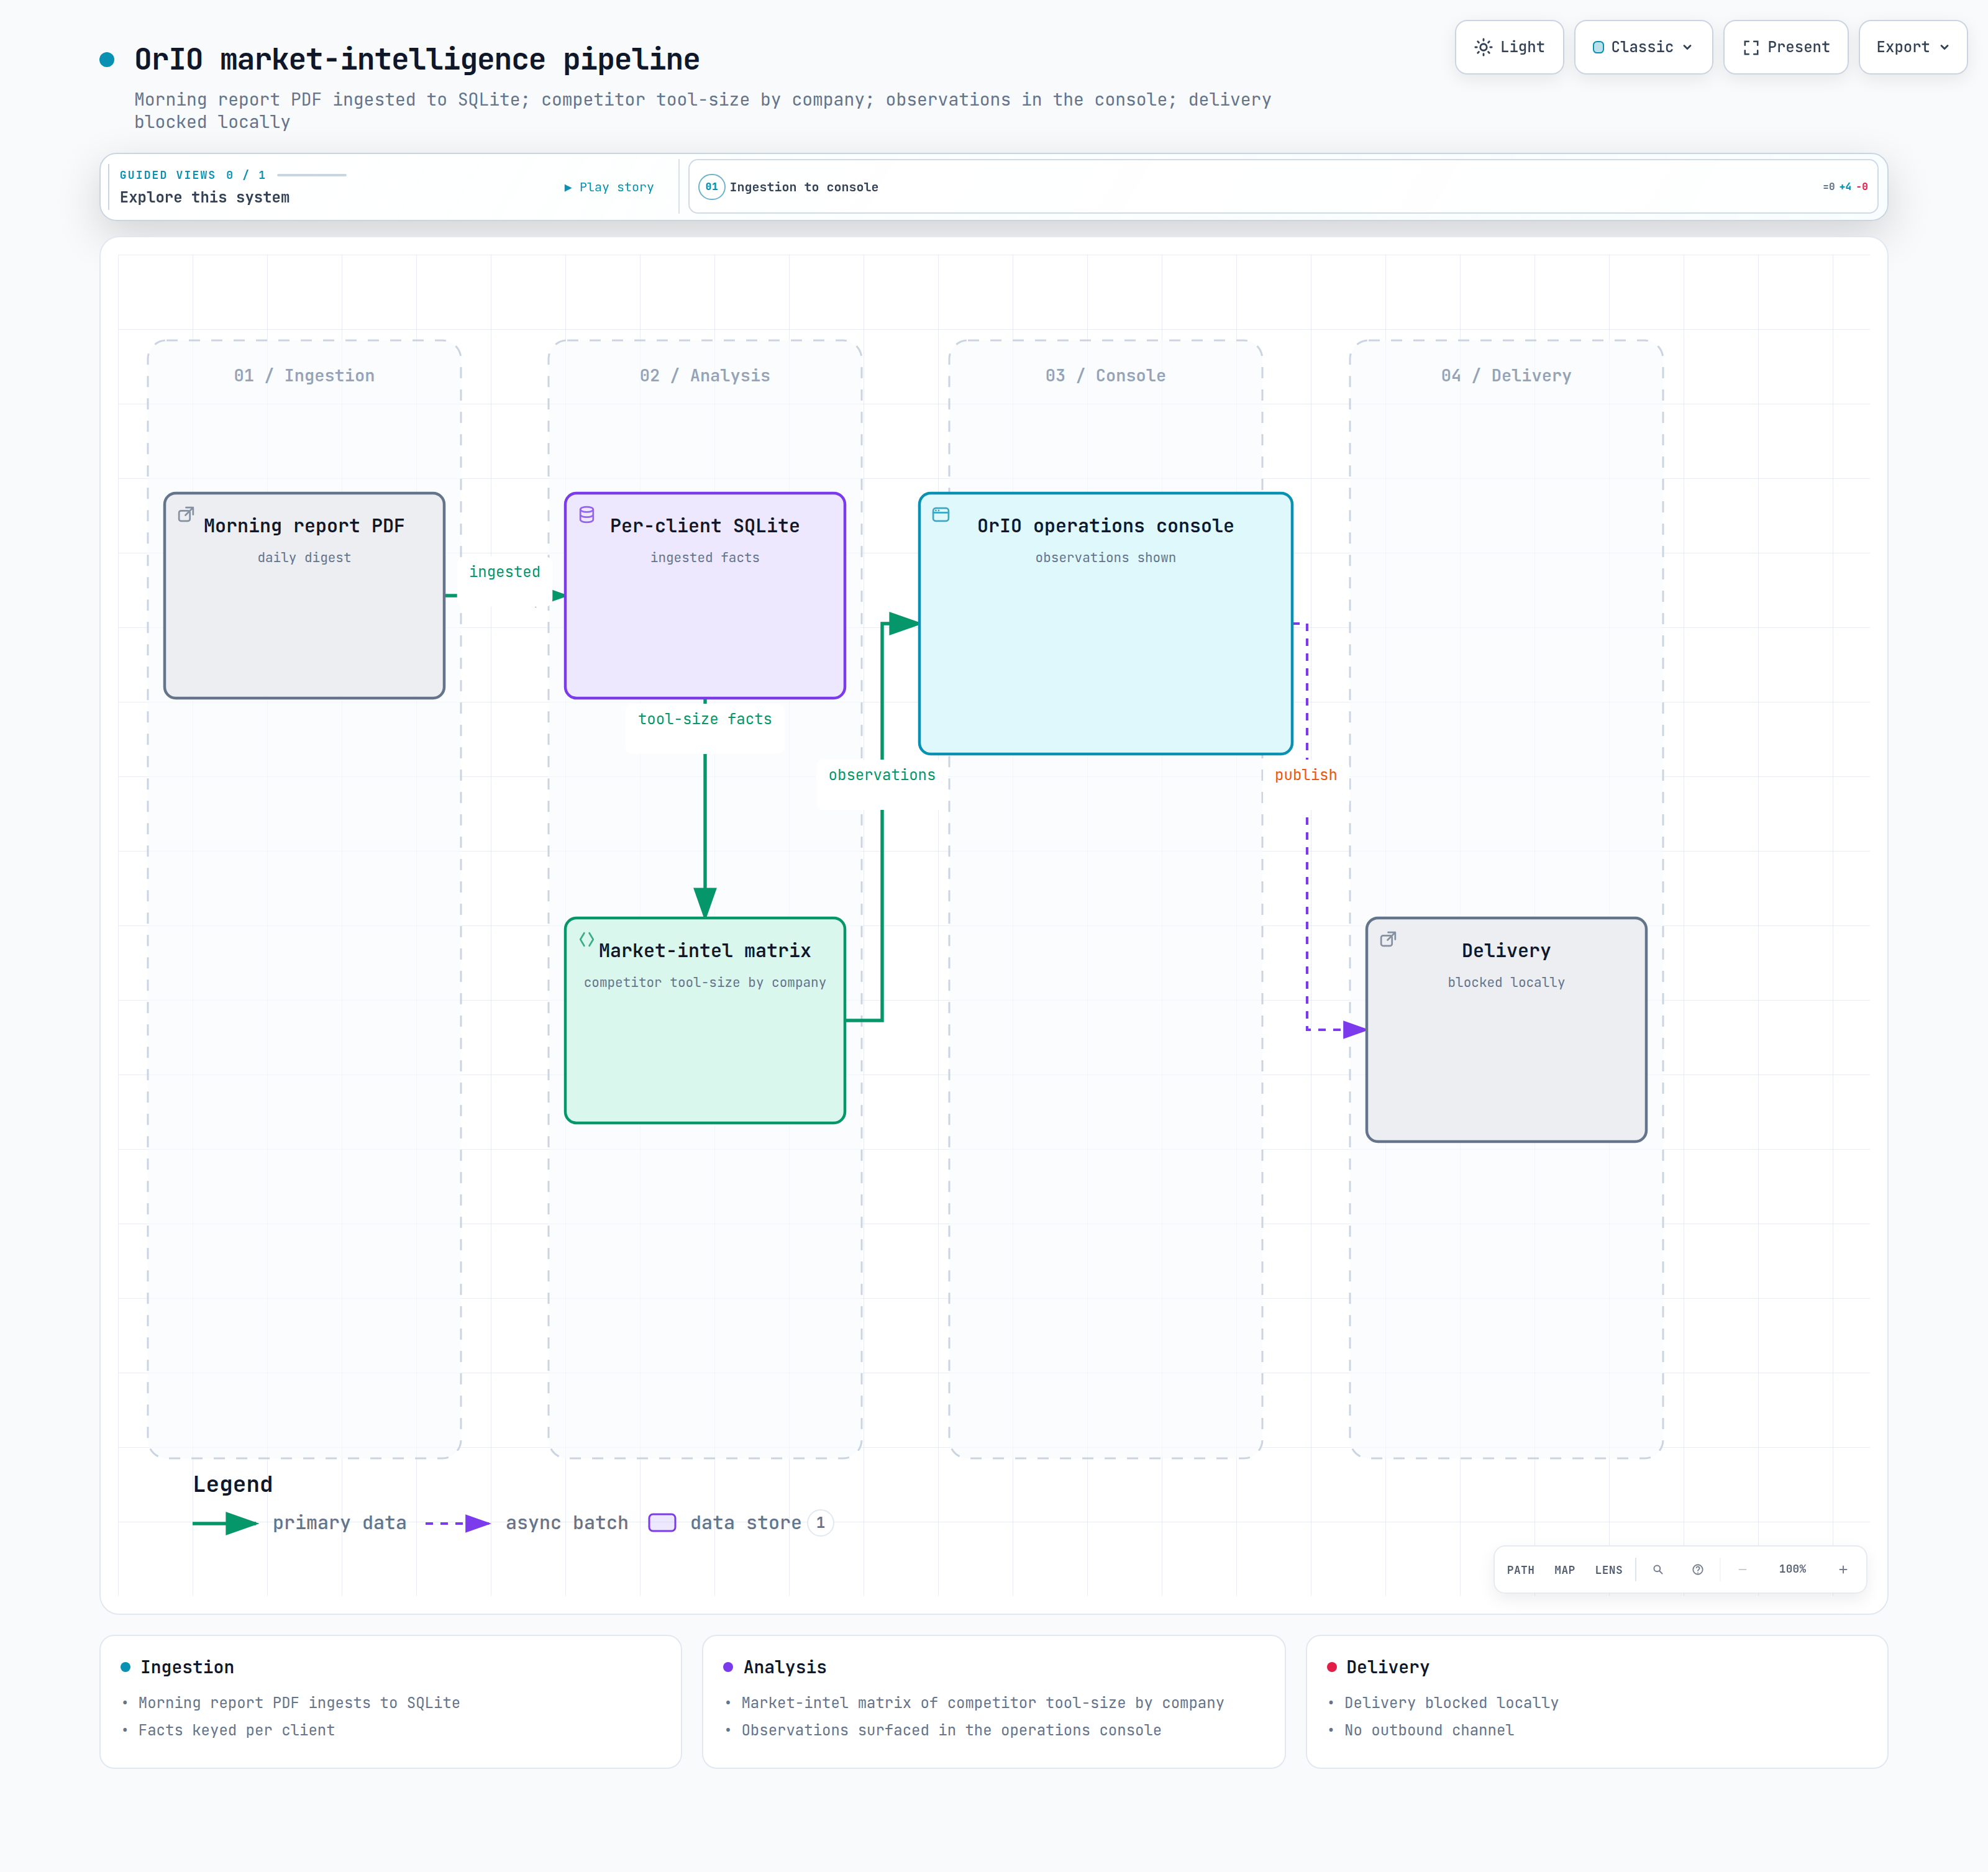 OrIO market-intelligence pipeline
Morning report PDF ingested to SQLite; competitor tool-size by company; observations in the console; delivery
blocked locally
Light
Classic
Present
Export
GUIDED VIEWS 0 / 1
Explore this system
▶ Play story
01 Ingestion to console
=0 +4 -0
01 / Ingestion
02 / Analysis
03 / Console
04 / Delivery
Morning report PDF
daily digest
ingested
Per-client SQLite
ingested facts
OrIO operations console
observations shown
tool-size facts
observations
publish
Market-intel matrix
competitor tool-size by company
Delivery
blocked locally
Legend
primary data
async batch
data store 1
PATH
MAP
LENS
100%
Ingestion
• Morning report PDF ingests to SQLite
• Facts keyed per client
Analysis
• Market-intel matrix of competitor tool-size by company
• Observations surfaced in the operations console
Delivery
• Delivery blocked locally
• No outbound channel